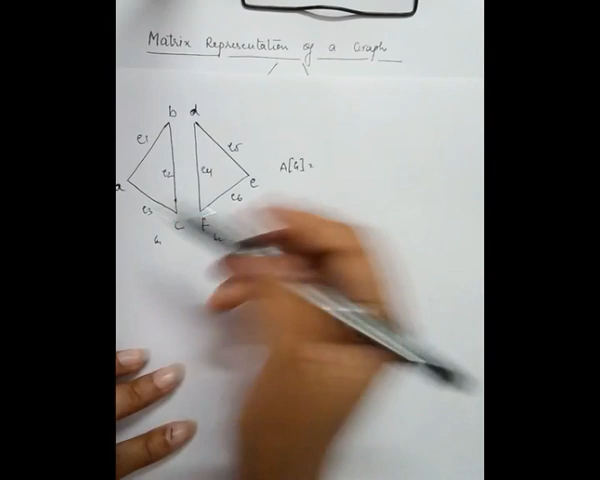 Matrix Representation of a Graph
b d
e1 e5
e2 e4 A[G] =
a e
e3 e6
c f